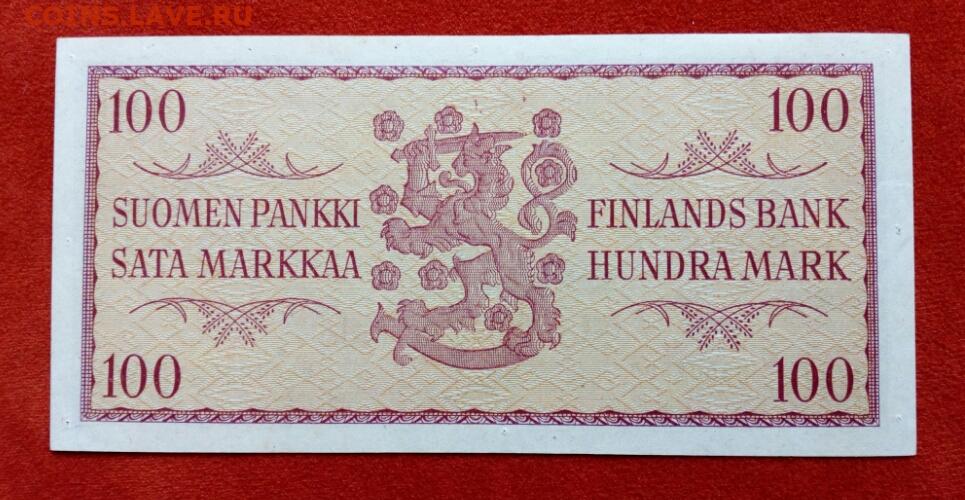 COINS.LAVE.RU
100 100
SUOMEN PANKKI FINLANDS BANK
SATA MARKKAA HUNDRA MARK
100 100